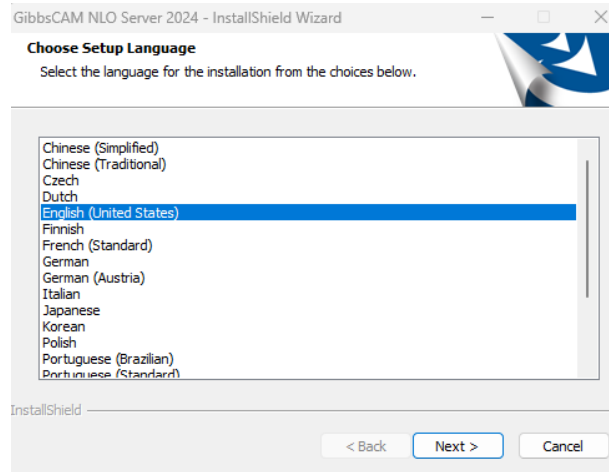 GibbsCAM NLO Server 2024 - InstallShield Wizard
Choose Setup Language
Select the language for the installation from the choices below.
Chinese (Simplified)
Chinese (Traditional)
Czech
Dutch
English (United States)
Finnish
French (Standard)
German
German (Austria)
Italian
Japanese
Korean
Polish
Portuguese (Brazilian)
Portuguese (Standard)
InstallShield
< Back Next > Cancel